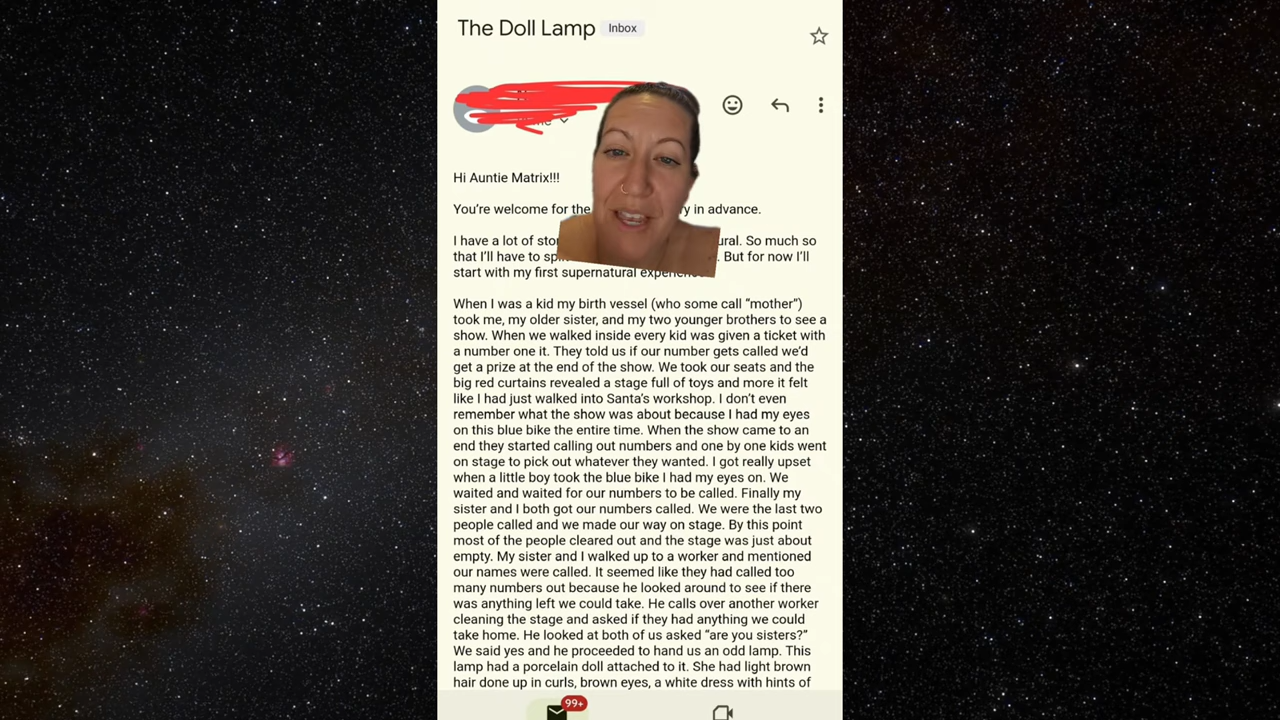 The Doll Lamp Inbox
Hi Auntie Matrix!!!
You're welcome for the ry in advance.
I have a lot of stor ural. So much so
that I'll have to sp . But for now I'll
start with my first supernatural experience
When I was a kid my birth vessel (who some call “mother”)
took me, my older sister, and my two younger brothers to see a
show. When we walked inside every kid was given a ticket with
a number one it. They told us if our number gets called we'd
get a prize at the end of the show. We took our seats and the
big red curtains revealed a stage full of toys and more it felt
like I had just walked into Santa's workshop. I don't even
remember what the show was about because I had my eyes
on this blue bike the entire time. When the show came to an
end they started calling out numbers and one by one kids went
on stage to pick out whatever they wanted. I got really upset
when a little boy took the blue bike I had my eyes on. We
waited and waited for our numbers to be called. Finally my
sister and I both got our numbers called. We were the last two
people called and we made our way on stage. By this point
most of the people cleared out and the stage was just about
empty. My sister and I walked up to a worker and mentioned
our names were called. It seemed like they had called too
many numbers out because he looked around to see if there
was anything left we could take. He calls over another worker
cleaning the stage and asked if they had anything we could
take home. He looked at both of us asked “are you sisters?”
We said yes and he proceeded to hand us an odd lamp. This
lamp had a porcelain doll attached to it. She had light brown
hair done up in curls, brown eyes, a white dress with hints of
99+